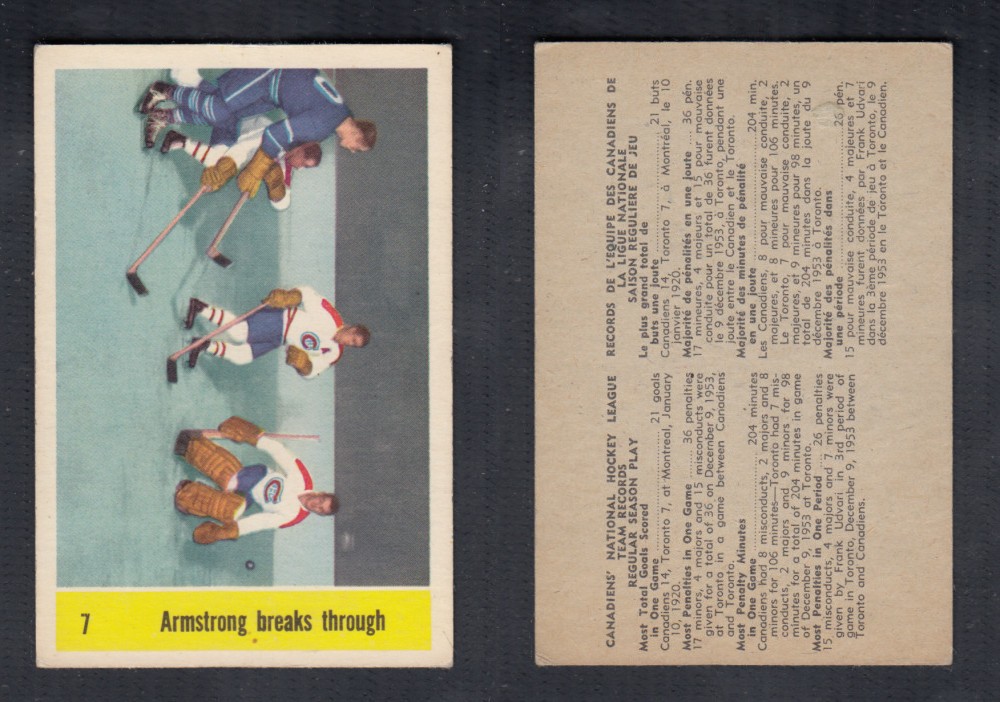 7 Armstrong breaks through
CANADIENS' NATIONAL HOCKEY LEAGUE
TEAM RECORDS
REGULAR SEASON PLAY
Most Total Goals Scored
in One Game ............ 21 goals
Canadiens 14, Toronto 7, at Montreal, January
10, 1920.
Most Penalties in One Game ....... 36 penalties
17 minors, 4 majors and 15 misconducts were
given for a total of 36 on December 9, 1953,
at Toronto in a game between Canadiens
and Toronto.
Most Penalty Minutes
in One Game ............ 204 minutes
Canadiens had 8 misconducts, 2 majors and 8
minors for 106 minutes—Toronto had 7 mis-
conducts, 2 majors and 9 minors for 98
minutes for a total of 204 minutes in game
of December 9, 1953 at Toronto.
Most Penalties in One Period .... 26 penalties
15 misconducts, 4 majors and 7 minors were
given by Frank Udvari in 3rd period of
game in Toronto, December 9, 1953 between
Toronto and Canadiens.
RECORDS DE L'EQUIPE DES CANADIENS DE
LA LIGUE NATIONALE
SAISON REGULIERE DE JEU
Le plus grand total de
buts une joute ............ 21 buts
Canadiens 14, Toronto 7, à Montréal, le 10
janvier 1920.
Majorité de pénalités en une joute .... 36 pén.
17 mineures, 4 majeurs et 15 pour mauvaise
conduite pour un total de 36 furent données
le 9 décembre 1953, à Toronto, pendant une
joute entre le Canadien et le Toronto.
Majorité des minutes de pénalité
en une joute ............ 204 min.
Les Canadiens, 8 pour mauvaise conduite, 2
majeures, et 8 mineures pour 106 minutes,
Le Toronto, 7 pour mauvaise conduite, 2
majeures, et 9 mineures pour 98 minutes, un
total de 204 minutes dans la joute du 9
décembre 1953 à Toronto.
Majorité des pénalités dans
une période ............ 26 pén.
15 pour mauvaise conduite, 4 majeures et 7
mineures furent données par Frank Udvari
dans la 3ème période de jeu à Toronto, le 9
décembre 1953 en le Toronto et le Canadien.